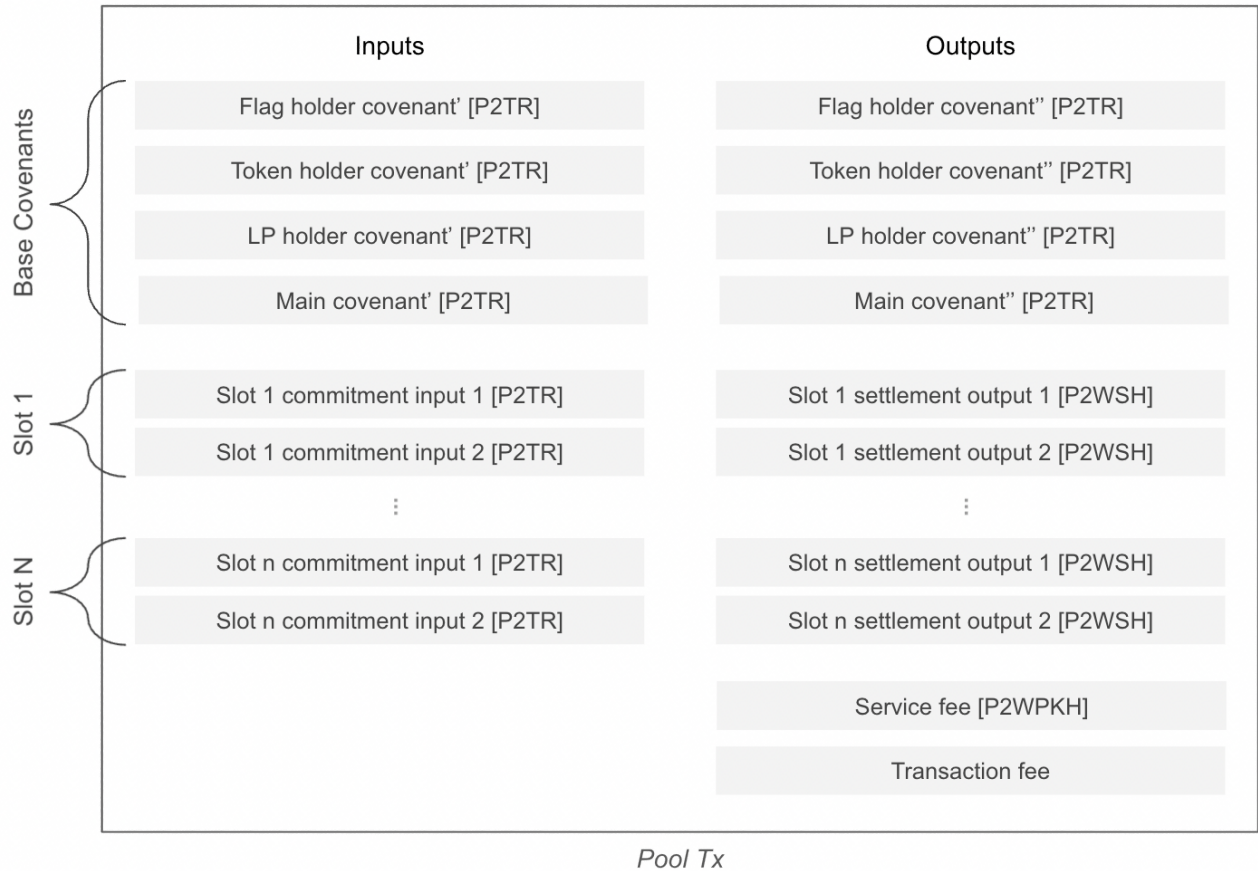 Inputs
Outputs
Base Covenants
Flag holder covenant’ [P2TR]
Flag holder covenant’’ [P2TR]
Token holder covenant’ [P2TR]
Token holder covenant’’ [P2TR]
LP holder covenant’ [P2TR]
LP holder covenant’’ [P2TR]
Main covenant’ [P2TR]
Main covenant’’ [P2TR]
Slot 1
Slot 1 commitment input 1 [P2TR]
Slot 1 settlement output 1 [P2WSH]
Slot 1 commitment input 2 [P2TR]
Slot 1 settlement output 2 [P2WSH]
⋮
⋮
Slot N
Slot n commitment input 1 [P2TR]
Slot n settlement output 1 [P2WSH]
Slot n commitment input 2 [P2TR]
Slot n settlement output 2 [P2WSH]
Service fee [P2WPKH]
Transaction fee
Pool Tx